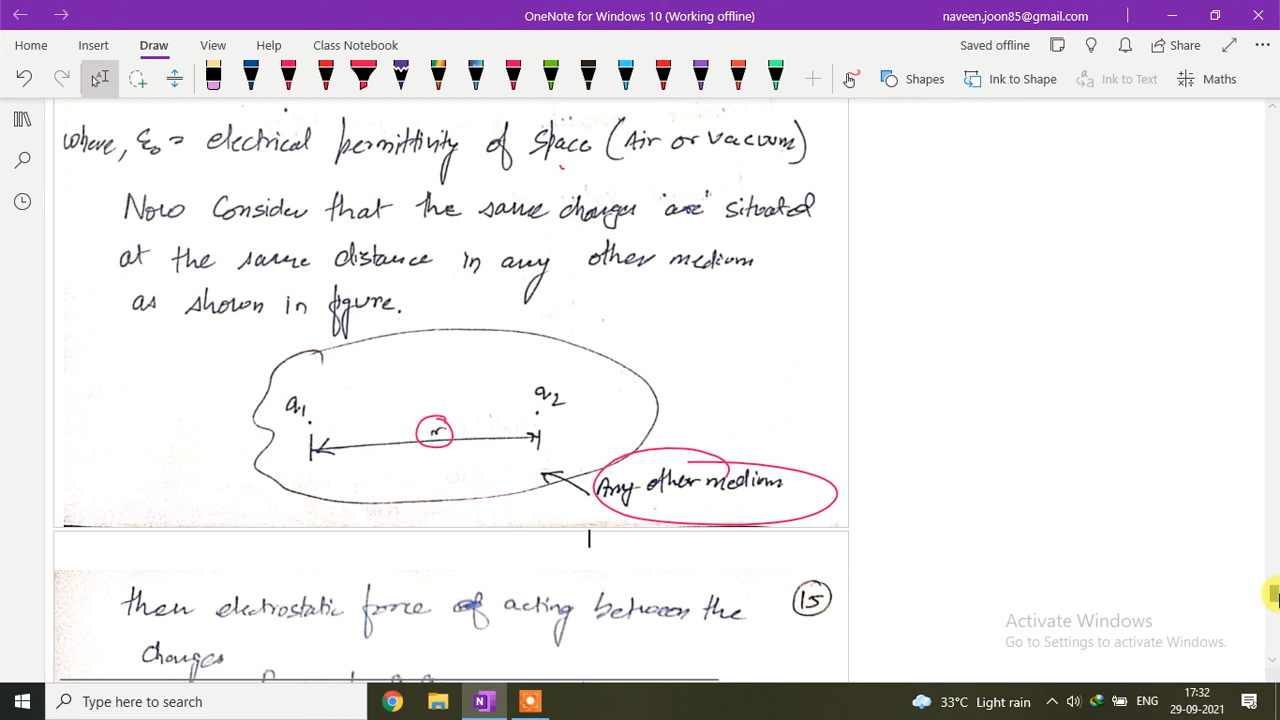 OneNote for Windows 10 (Working offline)
naveen.joon85@gmail.com
Home Insert Draw View Help Class Notebook
Saved offline
Share
Shapes
Ink to Shape
Ink to Text
Maths
where, ε₀ = electrical permittivity of space (Air or vacuum)
Now Consider that the same charges are situated
at the same distance in any other medium
as shown in figure.
q1
q2
r
Any other medium
15
then electrostatic force of acting between the
charges
Activate Windows
Go to Settings to activate Windows.
Type here to search
33°C Light rain
ENG
17:32
29-09-2021